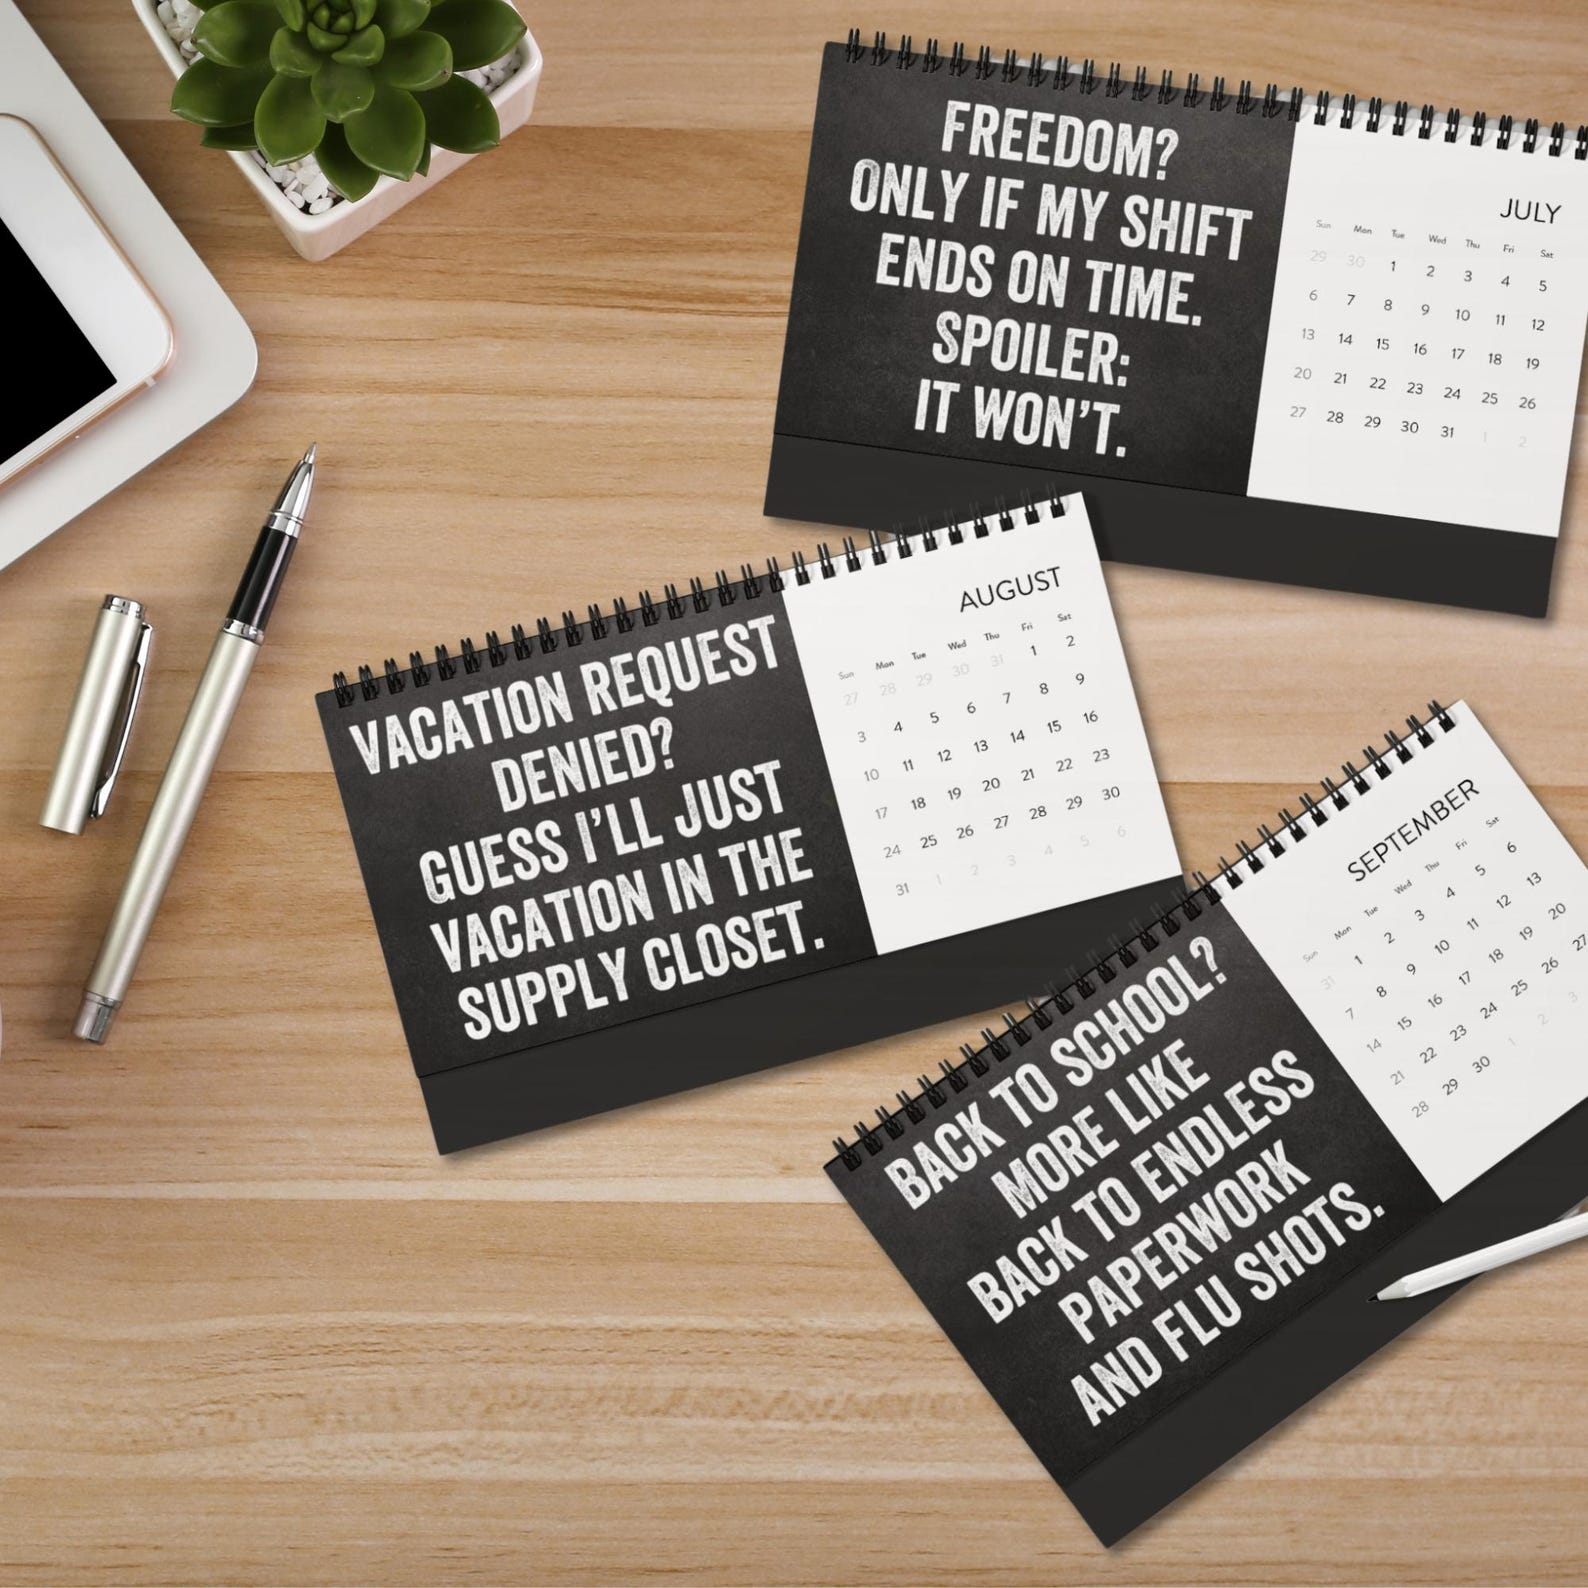 FREEDOM?
ONLY IF MY SHIFT
ENDS ON TIME.
SPOILER:
IT WON'T.
JULY
Sun Mon Tue Wed Thu Fri Sat
29 30 1 2 3 4 5
6 7 8 9 10 11 12
13 14 15 16 17 18 19
20 21 22 23 24 25 26
27 28 29 30 31 1 2
VACATION REQUEST
DENIED?
GUESS I'LL JUST
VACATION IN THE
SUPPLY CLOSET.
AUGUST
Sun Mon Tue Wed Thu Fri Sat
27 28 29 30 31 1 2
3 4 5 6 7 8 9
10 11 12 13 14 15 16
17 18 19 20 21 22 23
24 25 26 27 28 29 30
31 1 2 3 4 5 6
BACK TO SCHOOL?
MORE LIKE
BACK TO ENDLESS
PAPERWORK
AND FLU SHOTS.
SEPTEMBER
Sun Mon Tue Wed Thu Fri Sat
31 1 2 3 4 5 6
7 8 9 10 11 12 13
14 15 16 17 18 19 20
21 22 23 24 25 26 27
28 29 30 1 2 3